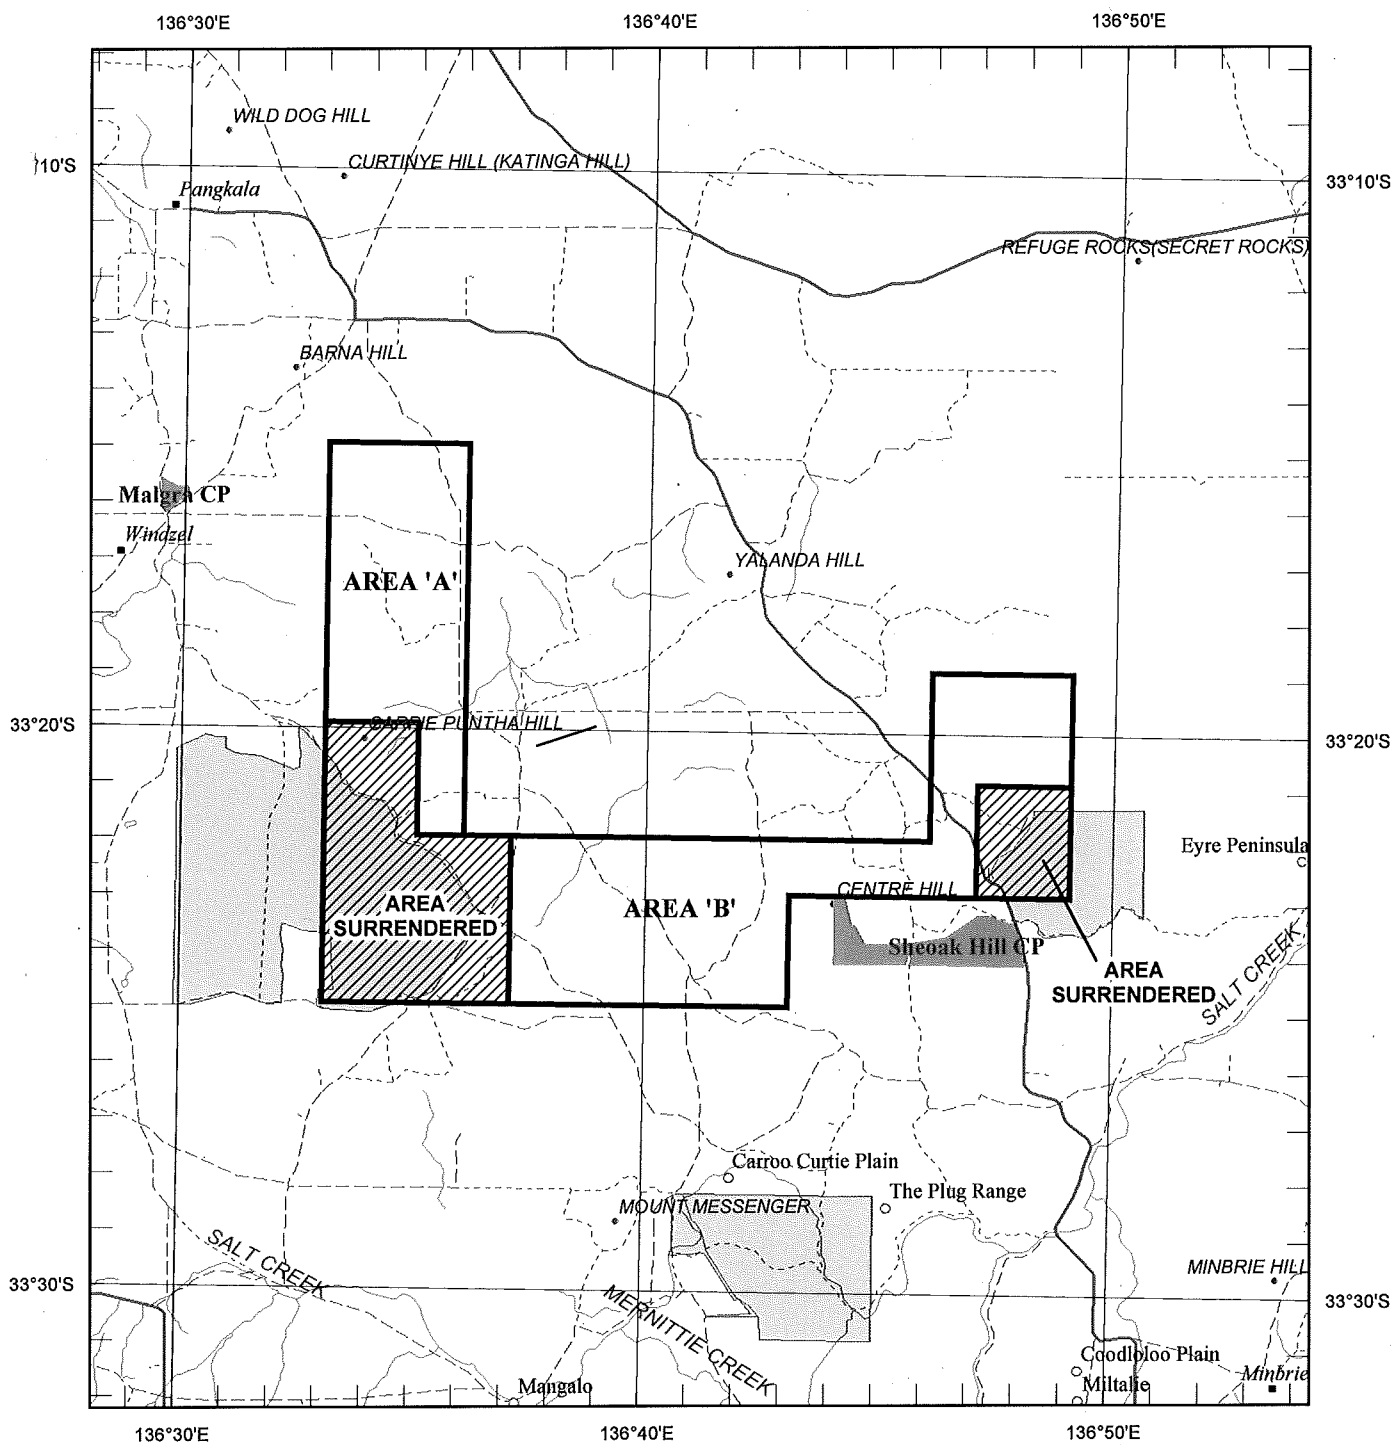 136°30'E 136°40'E 136°50'E
WILD DOG HILL
CURTINYE HILL (KATINGA HILL)
'10'S
33°10'S
Pangkala
REFUGE ROCKS(SECRET ROCKS)
BARNA HILL
Malgra CP
Windzel
YALANDA HILL
AREA 'A'
33°20'S
CARRIE PUNTHA HILL
33°20'S
Eyre Peninsula
CENTRE HILL
AREA
SURRENDERED
AREA 'B'
Sheoak Hill CP
AREA
SURRENDERED
SALT CREEK
Carroo Curtie Plain
The Plug Range
MOUNT MESSENGER
SALT CREEK
MINBRIE HILL
33°30'S
33°30'S
MERNITTIE CREEK
Coodloloo Plain
Minbrie
Miltalie
Mangalo
136°30'E 136°40'E 136°50'E